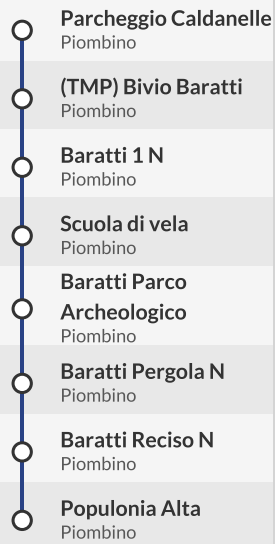 Parcheggio Caldanelle
Piombino
(TMP) Bivio Baratti
Piombino
Baratti 1 N
Piombino
Scuola di vela
Piombino
Baratti Parco
Archeologico
Piombino
Baratti Pergola N
Piombino
Baratti Reciso N
Piombino
Populonia Alta
Piombino